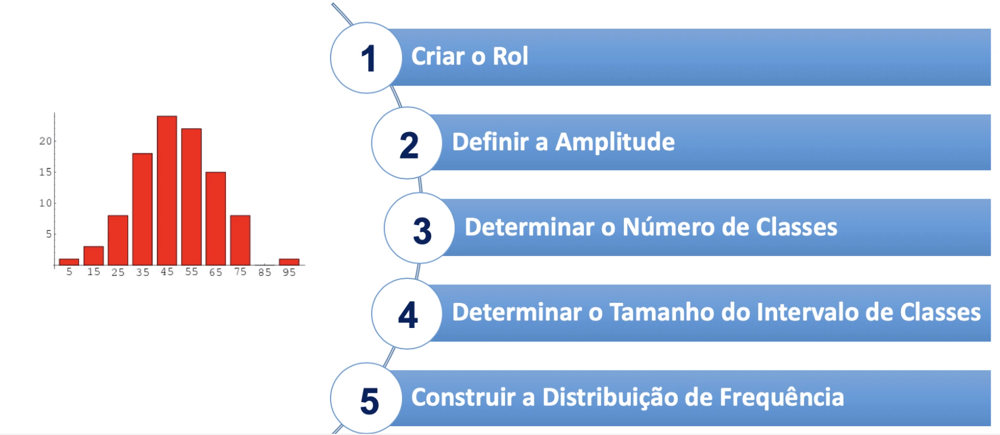 20
15
10
5
5 15 25 35 45 55 65 75 85 95
1 Criar o Rol
2 Definir a Amplitude
3 Determinar o Número de Classes
4 Determinar o Tamanho do Intervalo de Classes
5 Construir a Distribuição de Frequência